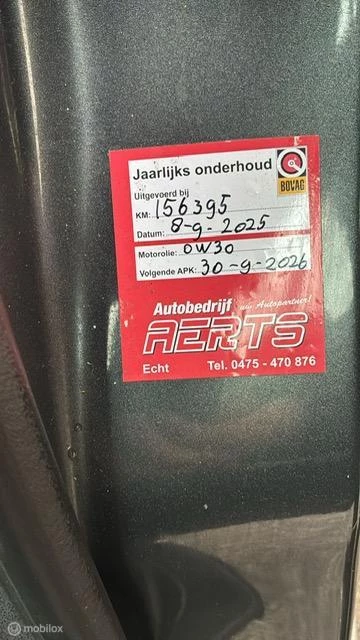 Jaarlijks onderhoud
BOVAG
Uitgevoerd bij
KM: 156395
Datum: 8-9-2025
Motorolie: 0W30
Volgende APK: 30-9-2026
Autobedrijf uw Autopartner!
AERTS
Echt Tel. 0475 - 470 876
© mobilox